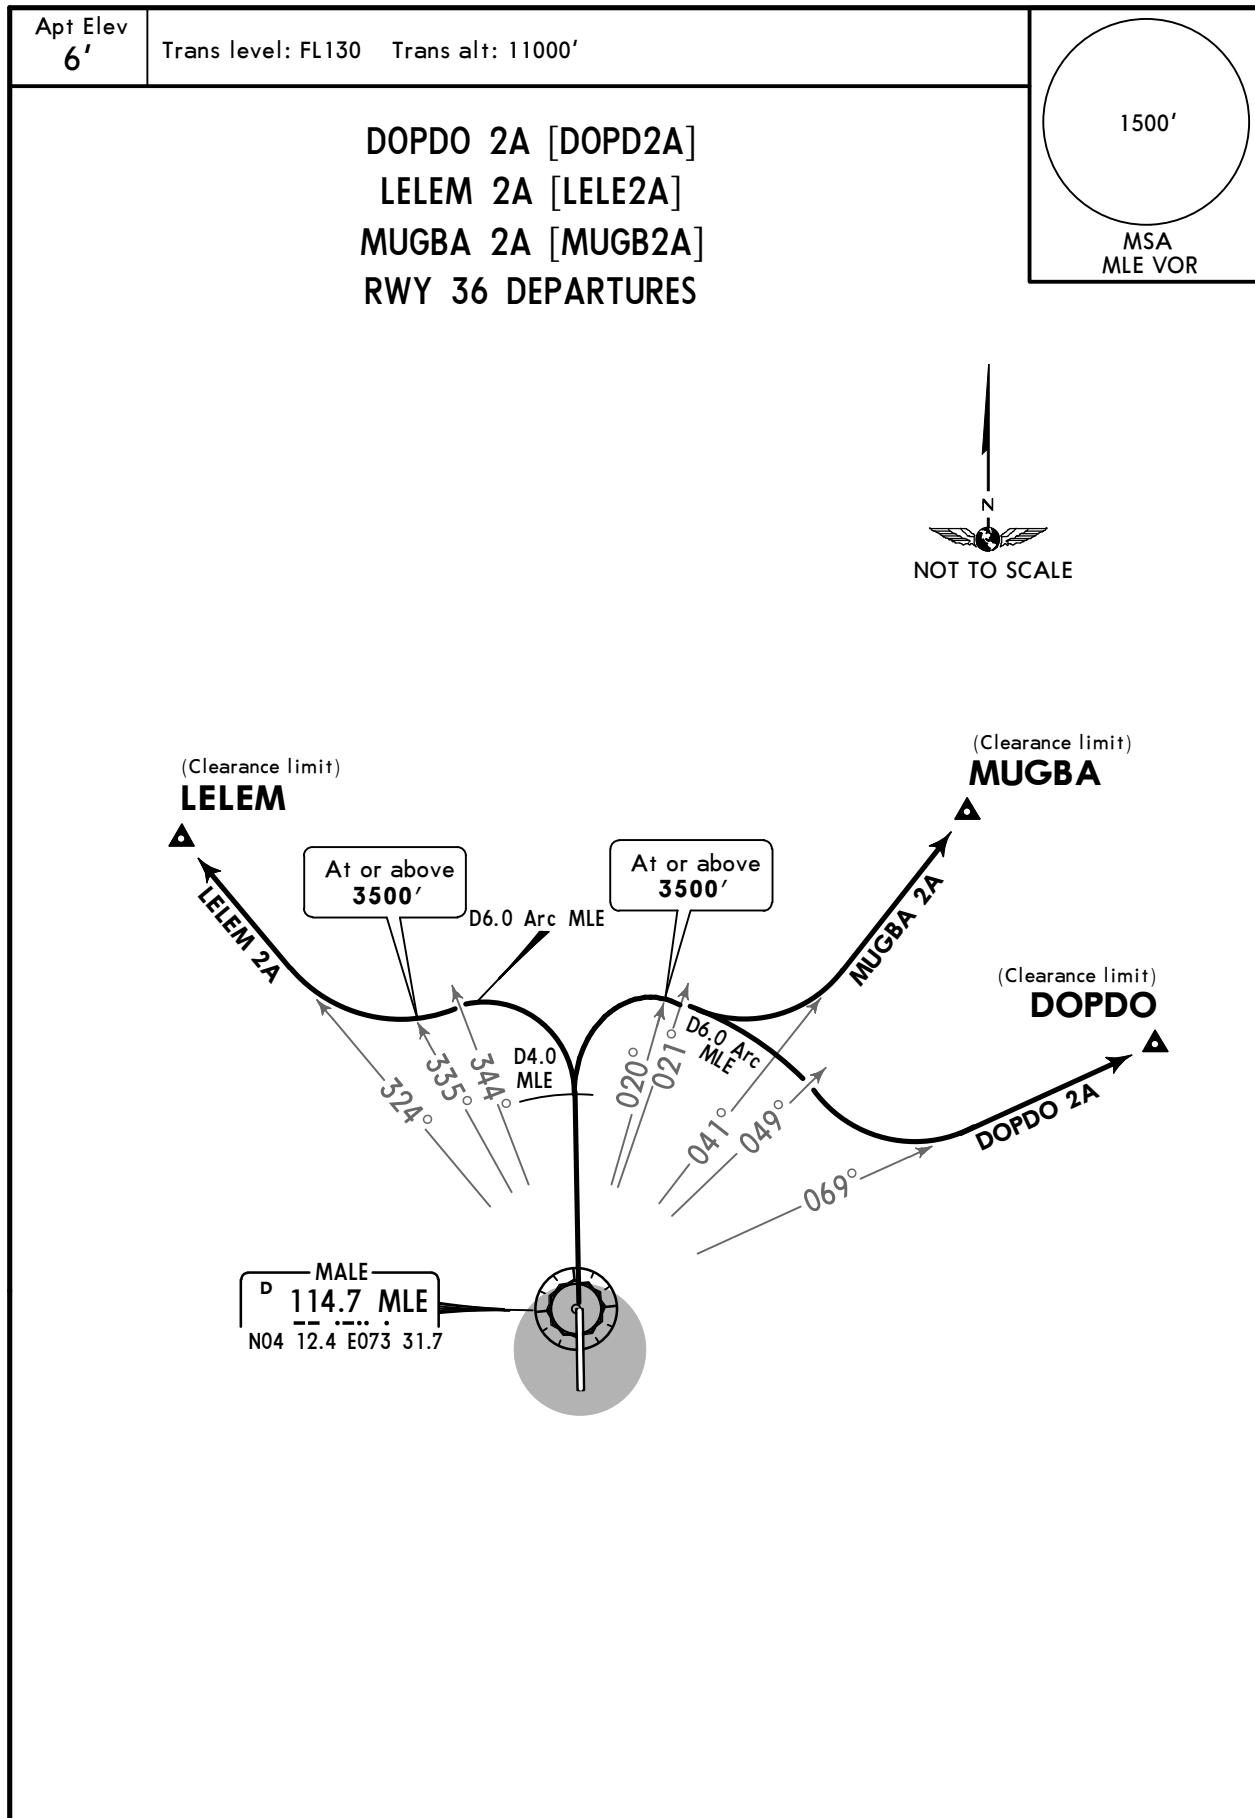 Apt Elev
6'
Trans level: FL130 Trans alt: 11000'
1500'
MSA
MLE VOR
DOPDO 2A [DOPD2A]
LELEM 2A [LELE2A]
MUGBA 2A [MUGB2A]
RWY 36 DEPARTURES
N
NOT TO SCALE
(Clearance limit)
LELEM
(Clearance limit)
MUGBA
At or above
3500'
At or above
3500'
D6.0 Arc MLE
LELEM 2A
MUGBA 2A
(Clearance limit)
DOPDO
D6.0 Arc
MLE
D4.0
MLE
324°
335°
344°
020°
021°
041°
049°
069°
DOPDO 2A
MALE
D 114.7 MLE
N04 12.4 E073 31.7